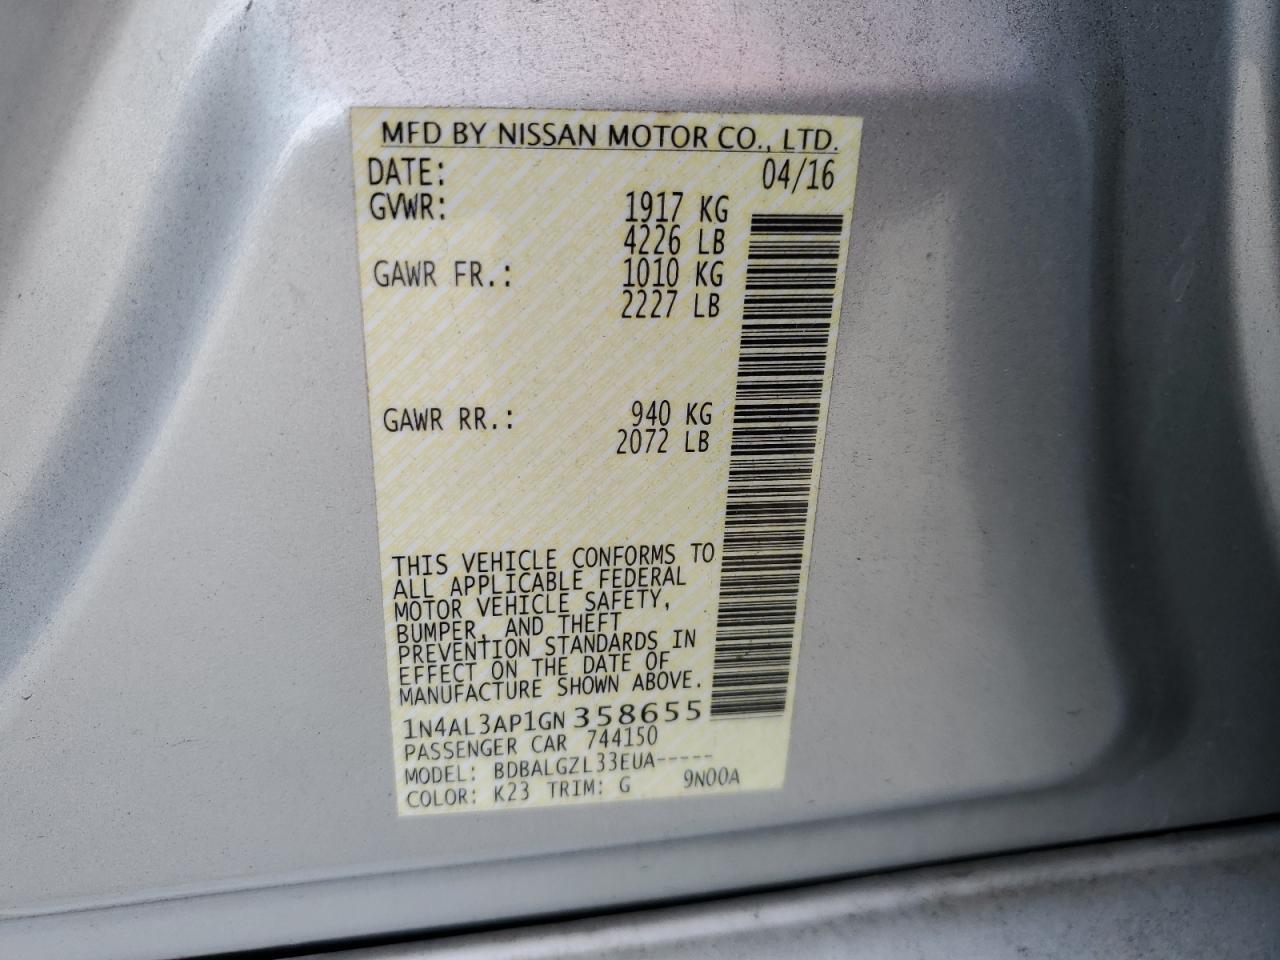 MFD BY NISSAN MOTOR CO., LTD.
DATE: 04/16
GVWR: 1917 KG
4226 LB
GAWR FR.: 1010 KG
2227 LB
GAWR RR.: 940 KG
2072 LB
THIS VEHICLE CONFORMS TO
ALL APPLICABLE FEDERAL
MOTOR VEHICLE SAFETY,
BUMPER, AND THEFT
PREVENTION STANDARDS IN
EFFECT ON THE DATE OF
MANUFACTURE SHOWN ABOVE.
1N4AL3AP1GN358655
PASSENGER CAR 744150
MODEL: BDBALGZL33EUA-----
COLOR: K23 TRIM: G 9N00A